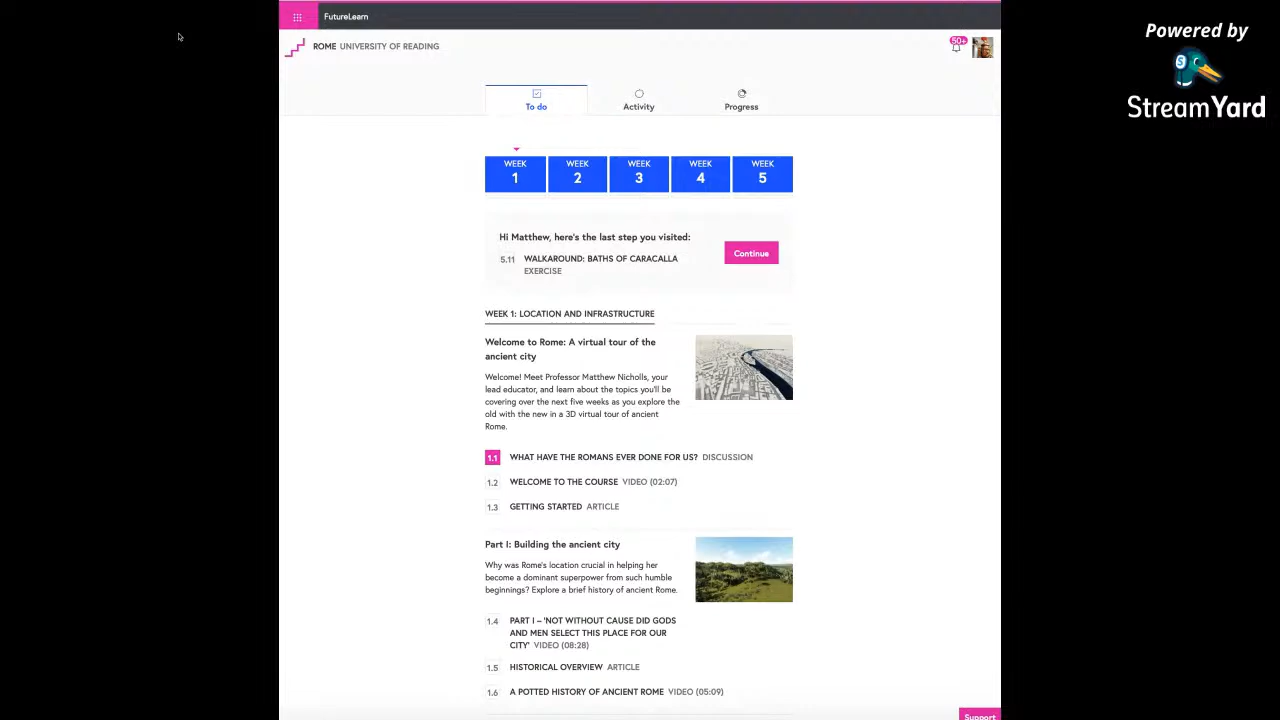 FutureLearn
Powered by
StreamYard
ROME UNIVERSITY OF READING
50+
To do
Activity
Progress
WEEK
1
WEEK
2
WEEK
3
WEEK
4
WEEK
5
Hi Matthew, here's the last step you visited:
5.11 WALKAROUND: BATHS OF CARACALLA
EXERCISE
Continue
WEEK 1: LOCATION AND INFRASTRUCTURE
Welcome to Rome: A virtual tour of the
ancient city
Welcome! Meet Professor Matthew Nicholls, your
lead educator, and learn about the topics you'll be
covering over the next five weeks as you explore the
old with the new in a 3D virtual tour of ancient
Rome.
1.1 WHAT HAVE THE ROMANS EVER DONE FOR US? DISCUSSION
1.2 WELCOME TO THE COURSE VIDEO (02:07)
1.3 GETTING STARTED ARTICLE
Part I: Building the ancient city
Why was Rome's location crucial in helping her
become a dominant superpower from such humble
beginnings? Explore a brief history of ancient Rome.
1.4 PART I – 'NOT WITHOUT CAUSE DID GODS
AND MEN SELECT THIS PLACE FOR OUR
CITY' VIDEO (08:28)
1.5 HISTORICAL OVERVIEW ARTICLE
1.6 A POTTED HISTORY OF ANCIENT ROME VIDEO (05:09)
Support